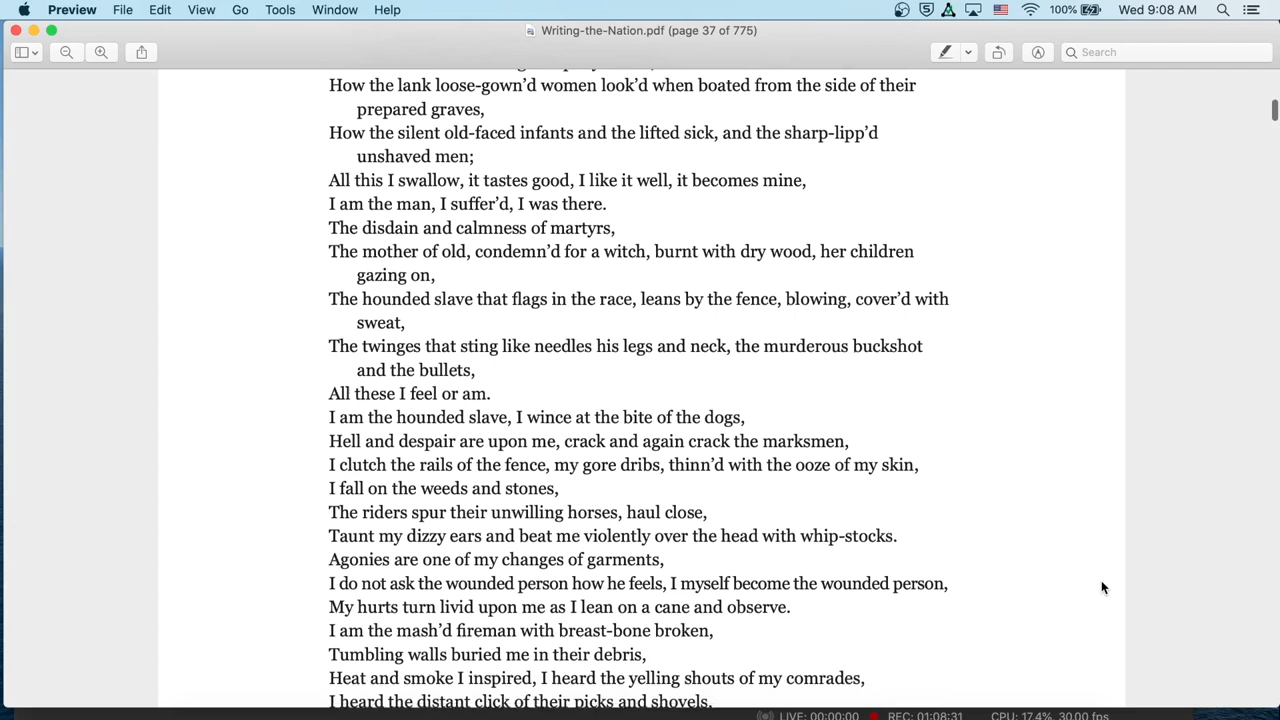 Preview File Edit View Go Tools Window Help 100% Wed 9:08 AM
Writing-the-Nation.pdf (page 37 of 775)
Search
How the lank loose-gown’d women look’d when boated from the side of their
prepared graves,
How the silent old-faced infants and the lifted sick, and the sharp-lipp’d
unshaved men;
All this I swallow, it tastes good, I like it well, it becomes mine,
I am the man, I suffer’d, I was there.
The disdain and calmness of martyrs,
The mother of old, condemn’d for a witch, burnt with dry wood, her children
gazing on,
The hounded slave that flags in the race, leans by the fence, blowing, cover’d with
sweat,
The twinges that sting like needles his legs and neck, the murderous buckshot
and the bullets,
All these I feel or am.
I am the hounded slave, I wince at the bite of the dogs,
Hell and despair are upon me, crack and again crack the marksmen,
I clutch the rails of the fence, my gore dribs, thinn’d with the ooze of my skin,
I fall on the weeds and stones,
The riders spur their unwilling horses, haul close,
Taunt my dizzy ears and beat me violently over the head with whip-stocks.
Agonies are one of my changes of garments,
I do not ask the wounded person how he feels, I myself become the wounded person,
My hurts turn livid upon me as I lean on a cane and observe.
I am the mash’d fireman with breast-bone broken,
Tumbling walls buried me in their debris,
Heat and smoke I inspired, I heard the yelling shouts of my comrades,
I heard the distant click of their picks and shovels,
LIVE: 00:00:00 REC: 01:08:31 CPU: 17.4%, 30.00 fps